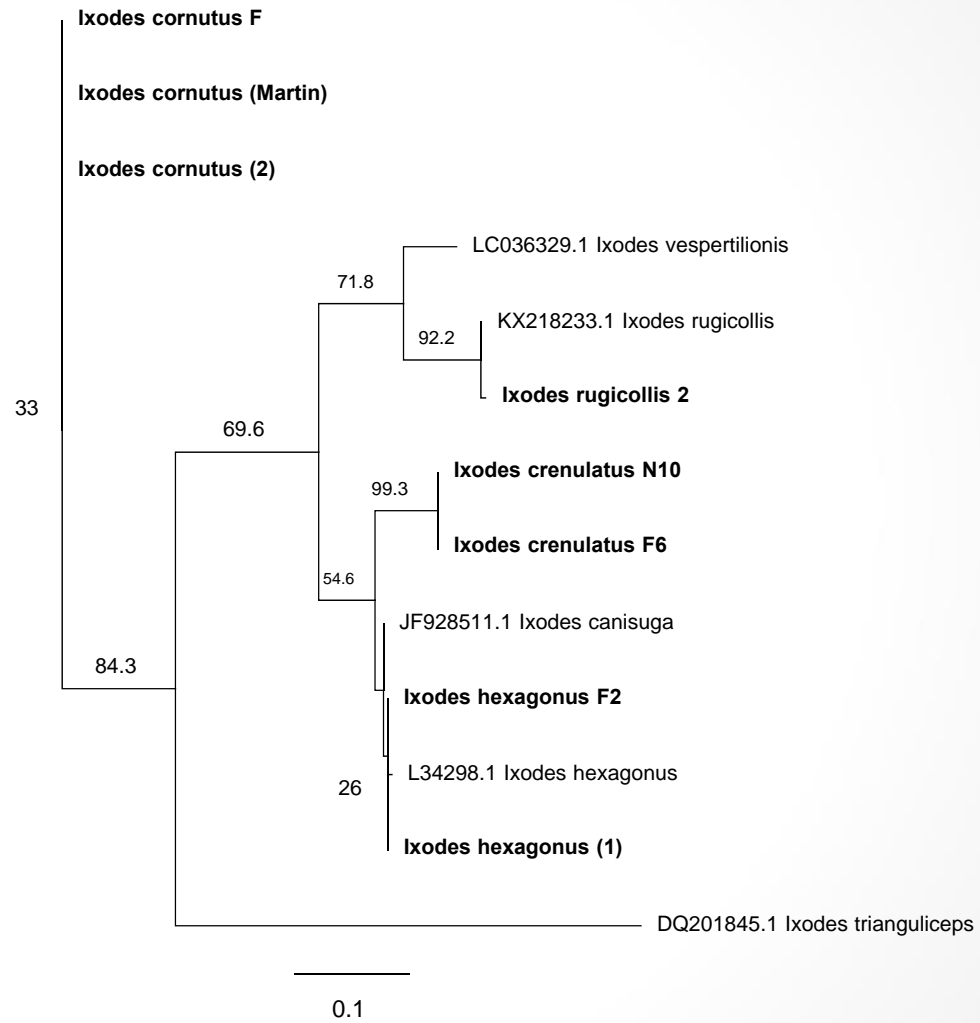 Ixodes cornutus F
Ixodes cornutus (Martin)
Ixodes cornutus (2)
LC036329.1 Ixodes vespertilionis
71.8
KX218233.1 Ixodes rugicollis
92.2
Ixodes rugicollis 2
33
69.6
Ixodes crenulatus N10
99.3
Ixodes crenulatus F6
54.6
JF928511.1 Ixodes canisuga
84.3
Ixodes hexagonus F2
L34298.1 Ixodes hexagonus
26
Ixodes hexagonus (1)
DQ201845.1 Ixodes trianguliceps
0.1